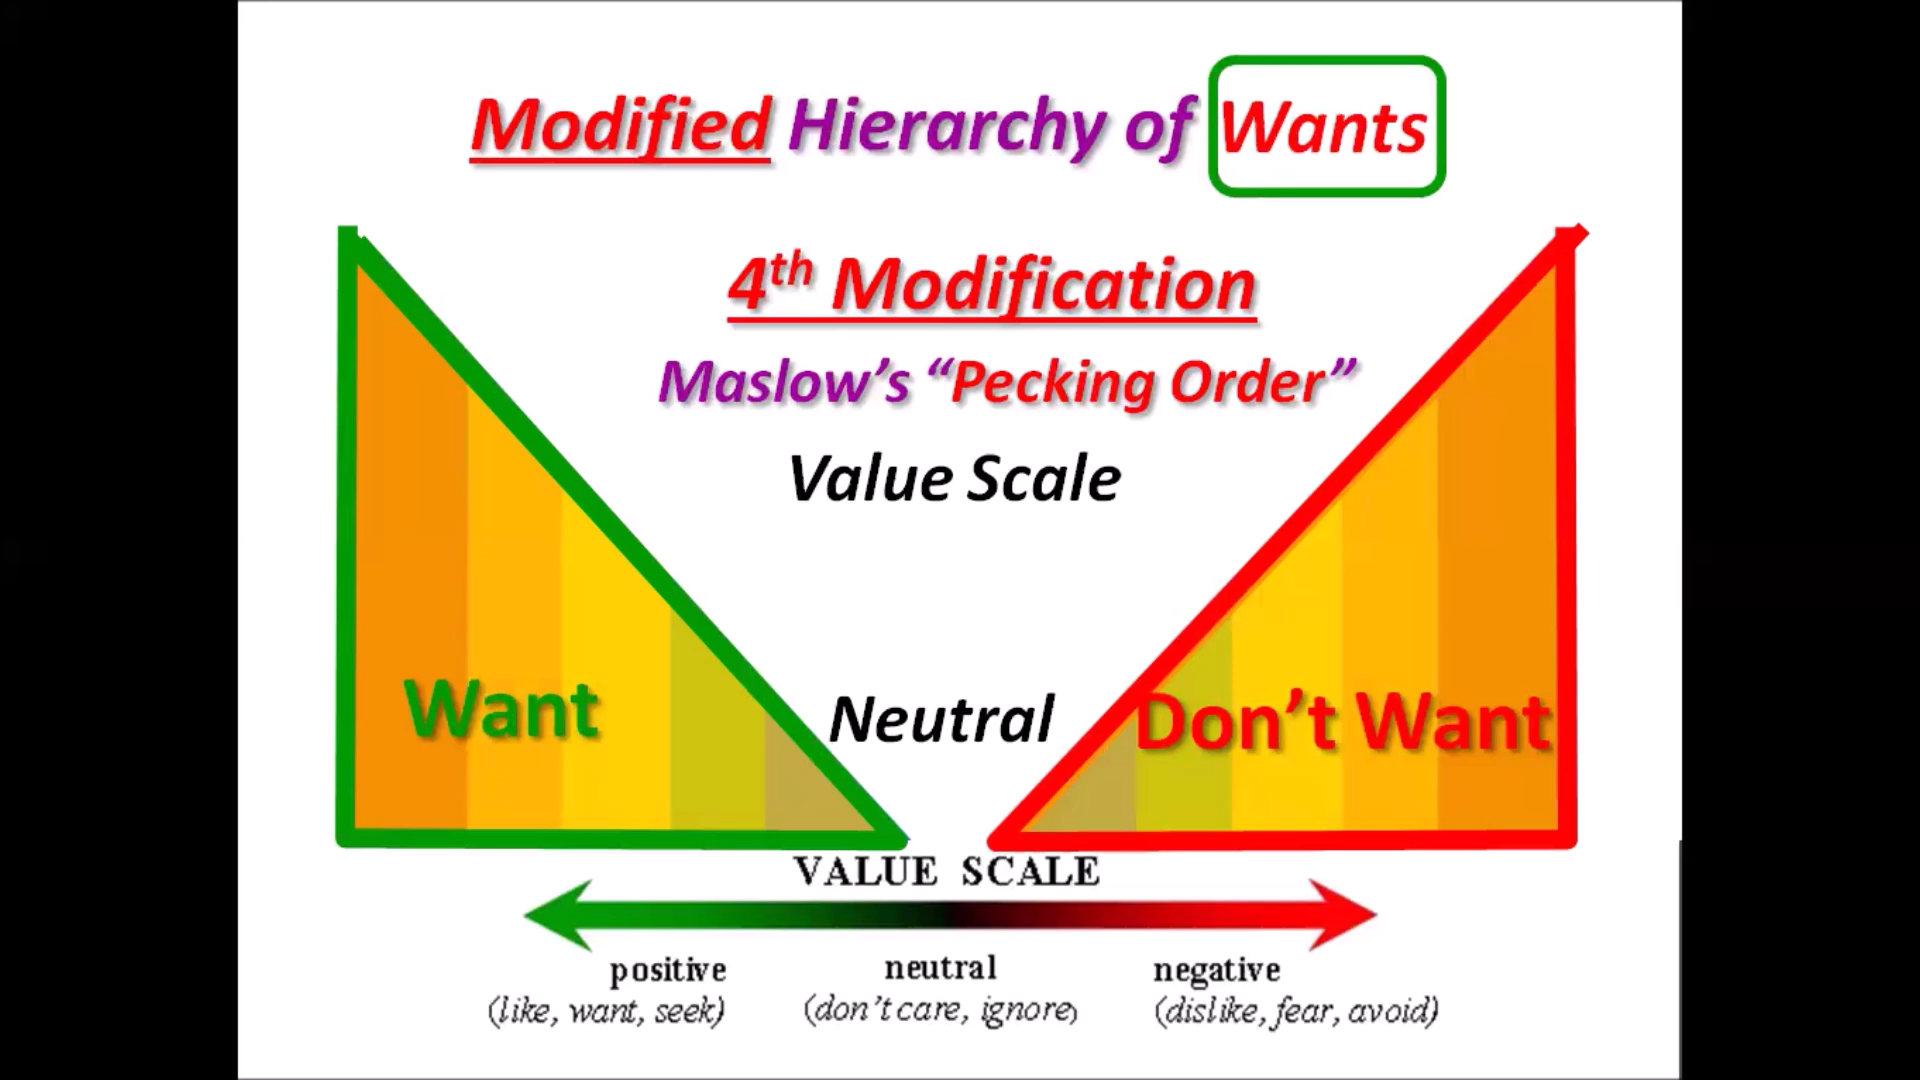 Modified Hierarchy of Wants
4th Modification
Maslow's “Pecking Order”
Value Scale
Want
Neutral
Don't Want
VALUE SCALE
positive
neutral
negative
(like, want, seek)
(don't care, ignore)
(dislike, fear, avoid)